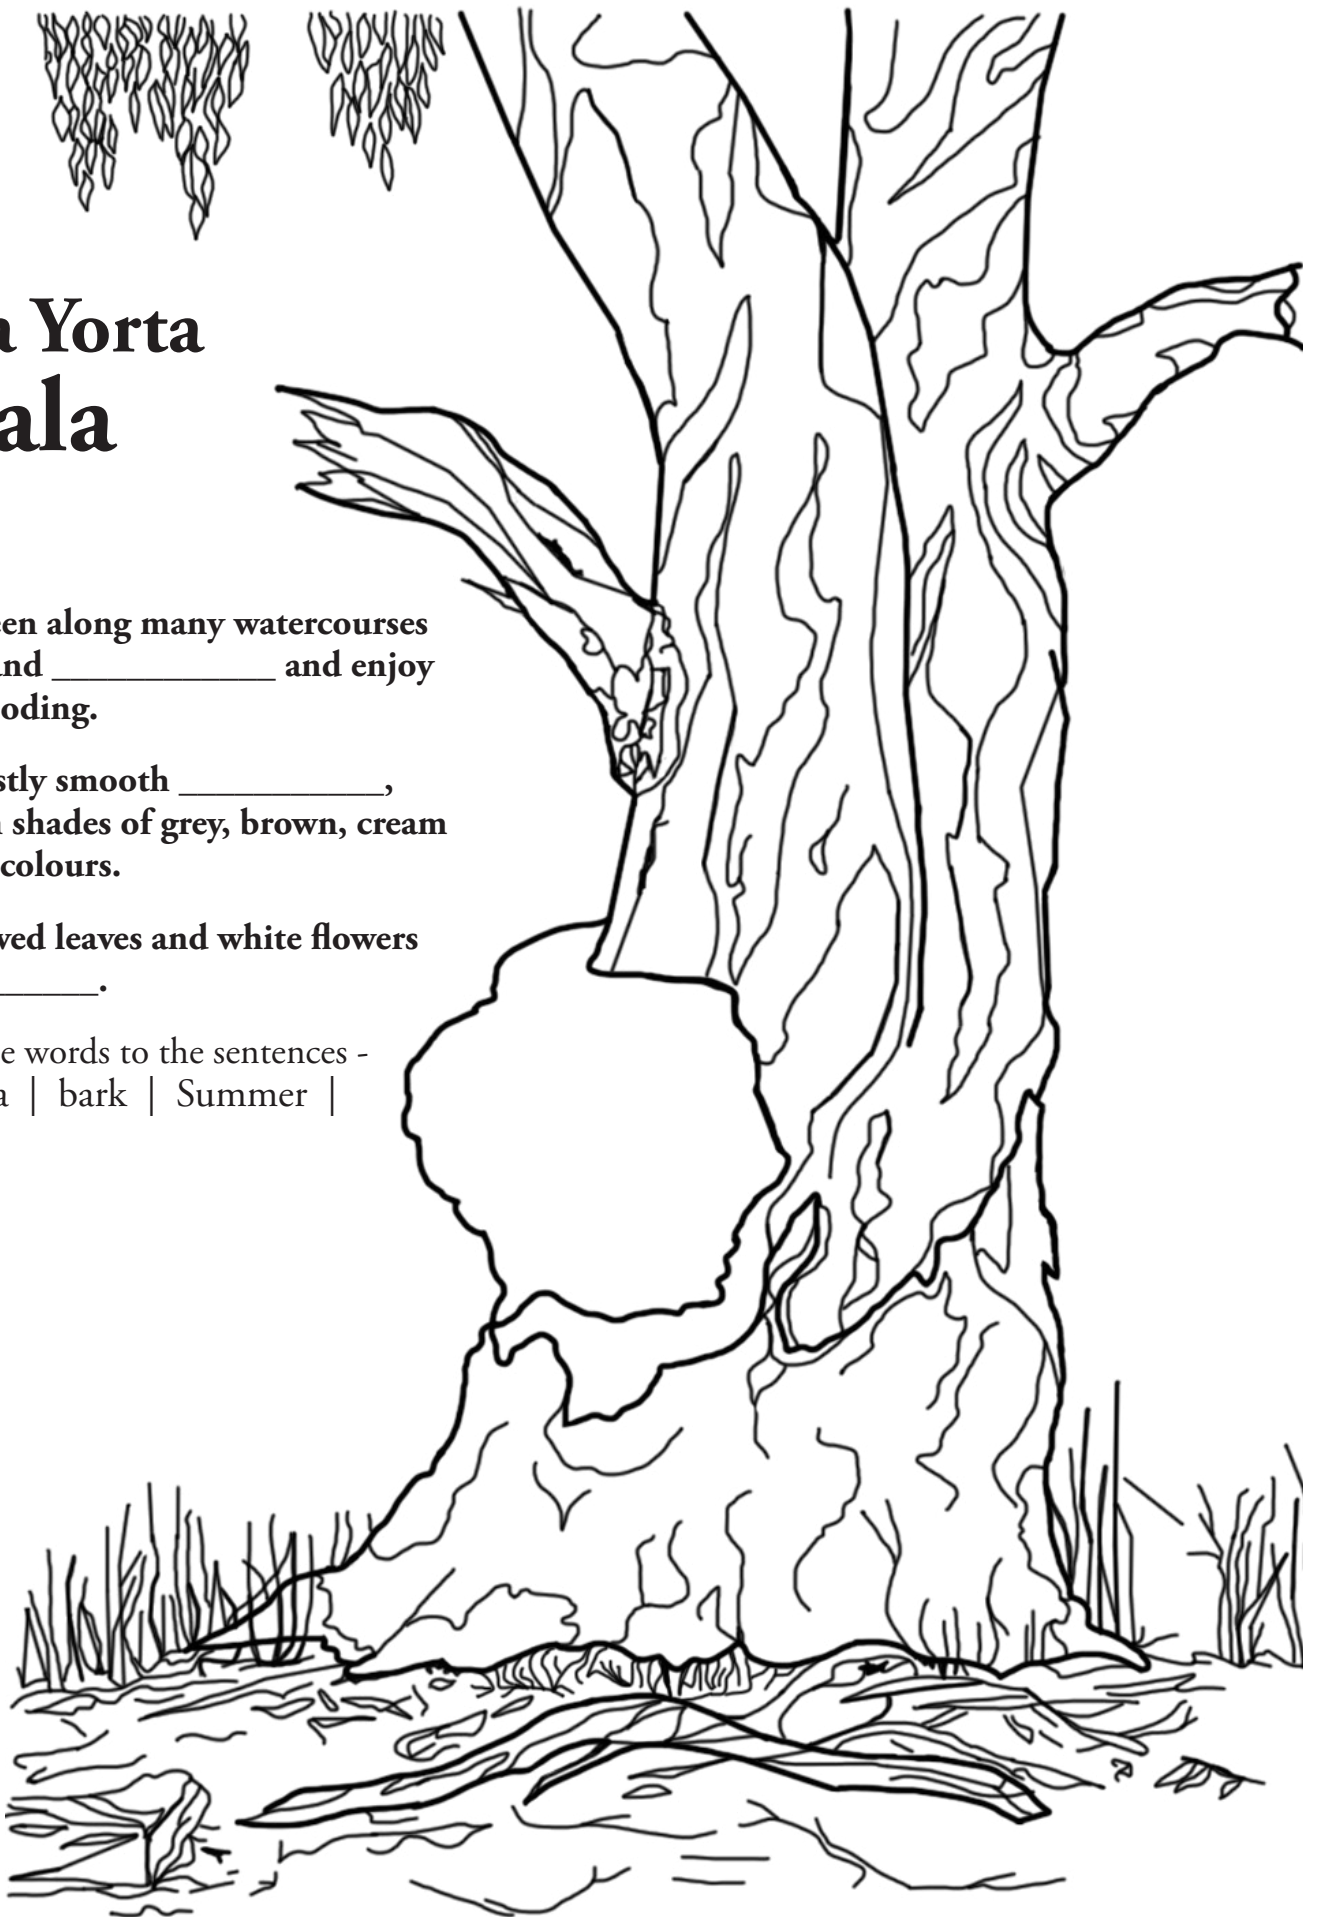 a Yorta
ala
een along many watercourses
and ____________ and enjoy
oding.
stly smooth ___________,
n shades of grey, brown, cream
colours.
ved leaves and white flowers
______.
e words to the sentences -
a | bark | Summer |